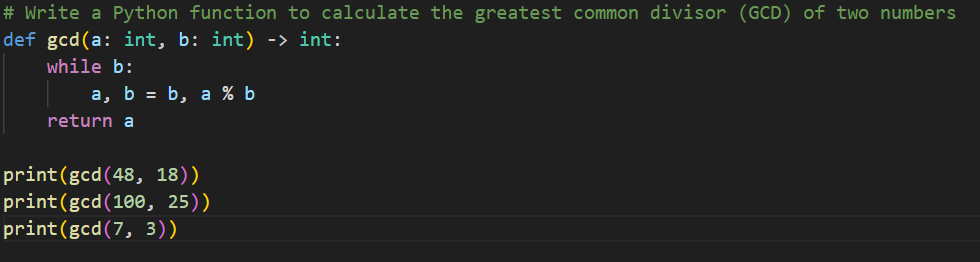 # Write a Python function to calculate the greatest common divisor (GCD) of two numbers
def gcd(a: int, b: int) -> int:
    while b:
        a, b = b, a % b
    return a

print(gcd(48, 18))
print(gcd(100, 25))
print(gcd(7, 3))